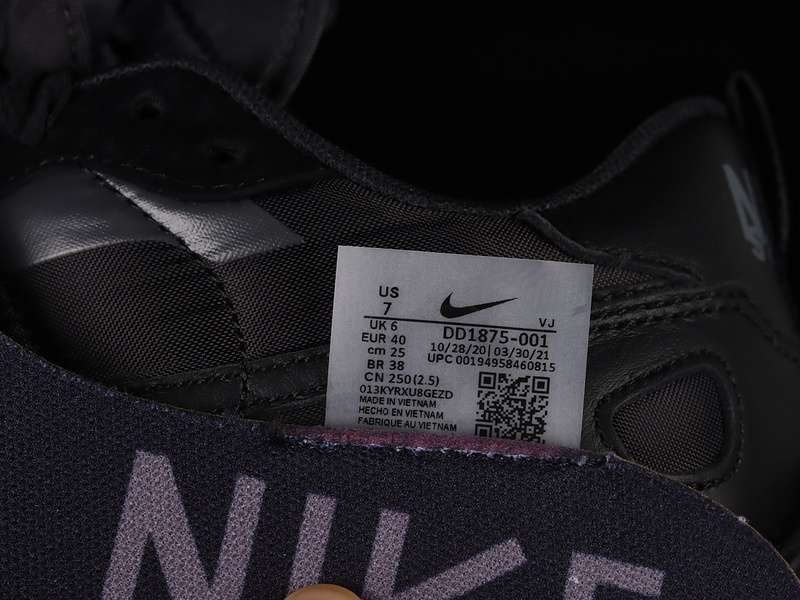 US
7
VJ
UK 6
DD1875-001
EUR 40
10/28/20 | 03/30/21
cm 25
UPC 00194958460815
BR 38
CN 250(2.5)
013KYRXU8GEZD
MADE IN VIETNAM
HECHO EN VIETNAM
FABRIQUE AU VIETNAM
NIKE